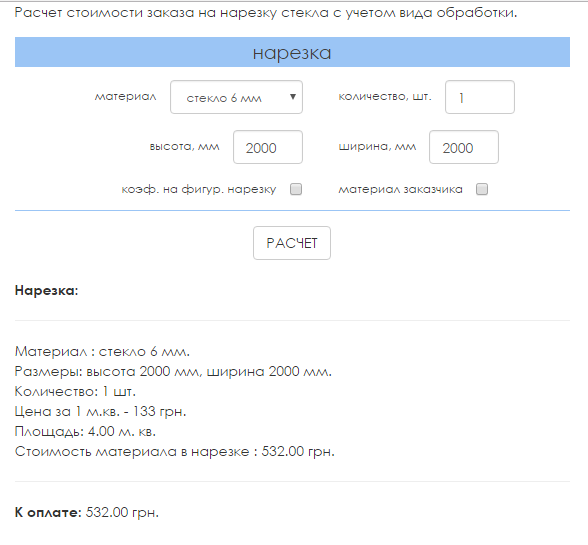 Расчет стоимости заказа на нарезку стекла с учетом вида обработки.
нарезка
материал стекло 6 мм количество, шт. 1
высота, мм 2000 ширина, мм 2000
коэф. на фигур. нарезку материал заказчика
РАСЧЕТ
Нарезка:
Материал : стекло 6 мм.
Размеры: высота 2000 мм, ширина 2000 мм.
Количество: 1 шт.
Цена за 1 м.кв. - 133 грн.
Площадь: 4.00 м. кв.
Стоимость материала в нарезке : 532.00 грн.
К оплате: 532.00 грн.